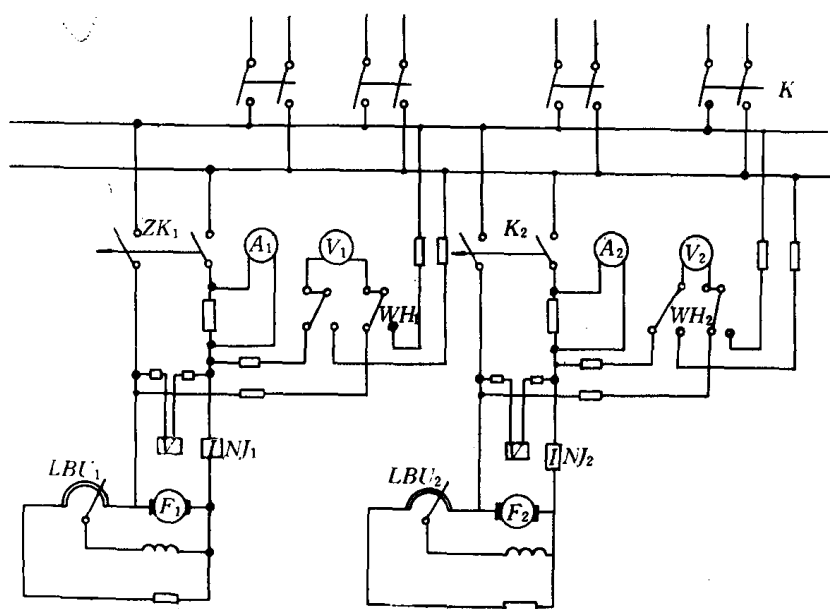 K
ZK₁
A₁
V₁
WH₁
K₂
A₂
V₂
WH₂
V
I
NJ₁
V
I
NJ₂
LBU₁
F₁
LBU₂
F₂